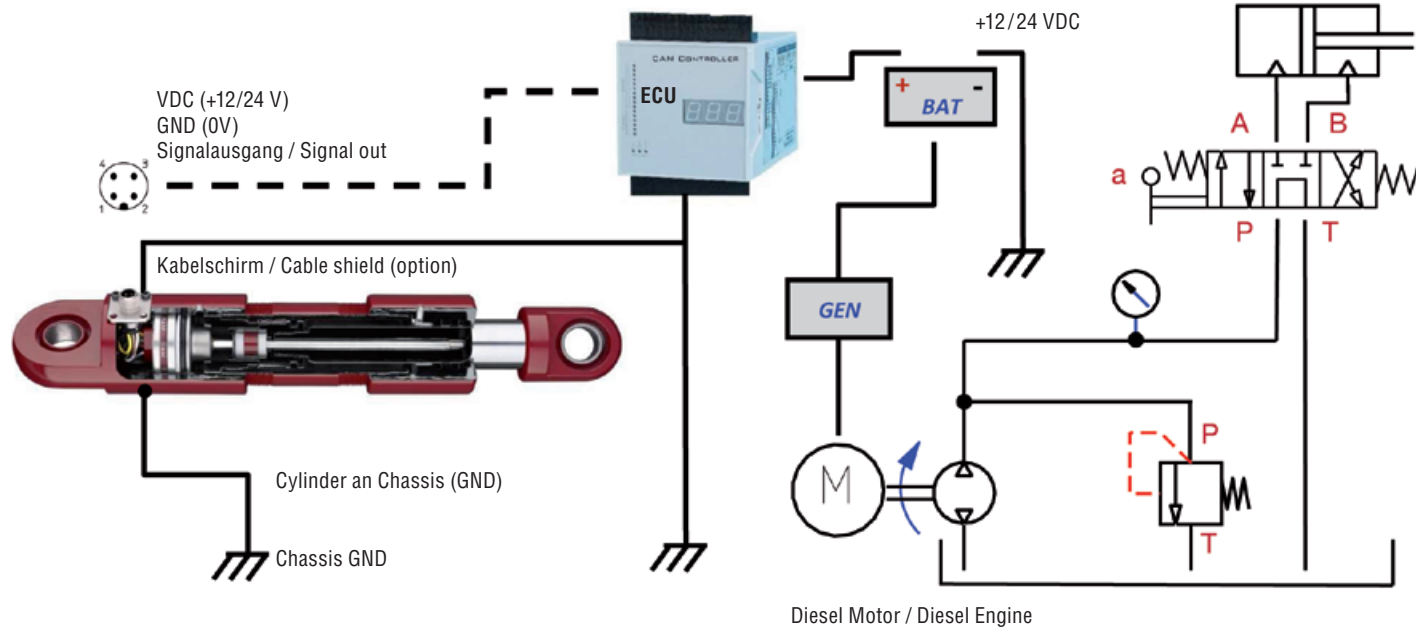 +12/24 VDC
CAN CONTROLLER
ECU
+ -
BAT
VDC (+12/24 V)
GND (0V)
Signalausgang / Signal out
4 3
1 2
A B
a
P T
Kabelschirm / Cable shield (option)
GEN
M
P
T
Cylinder an Chassis (GND)
Chassis GND
Diesel Motor / Diesel Engine